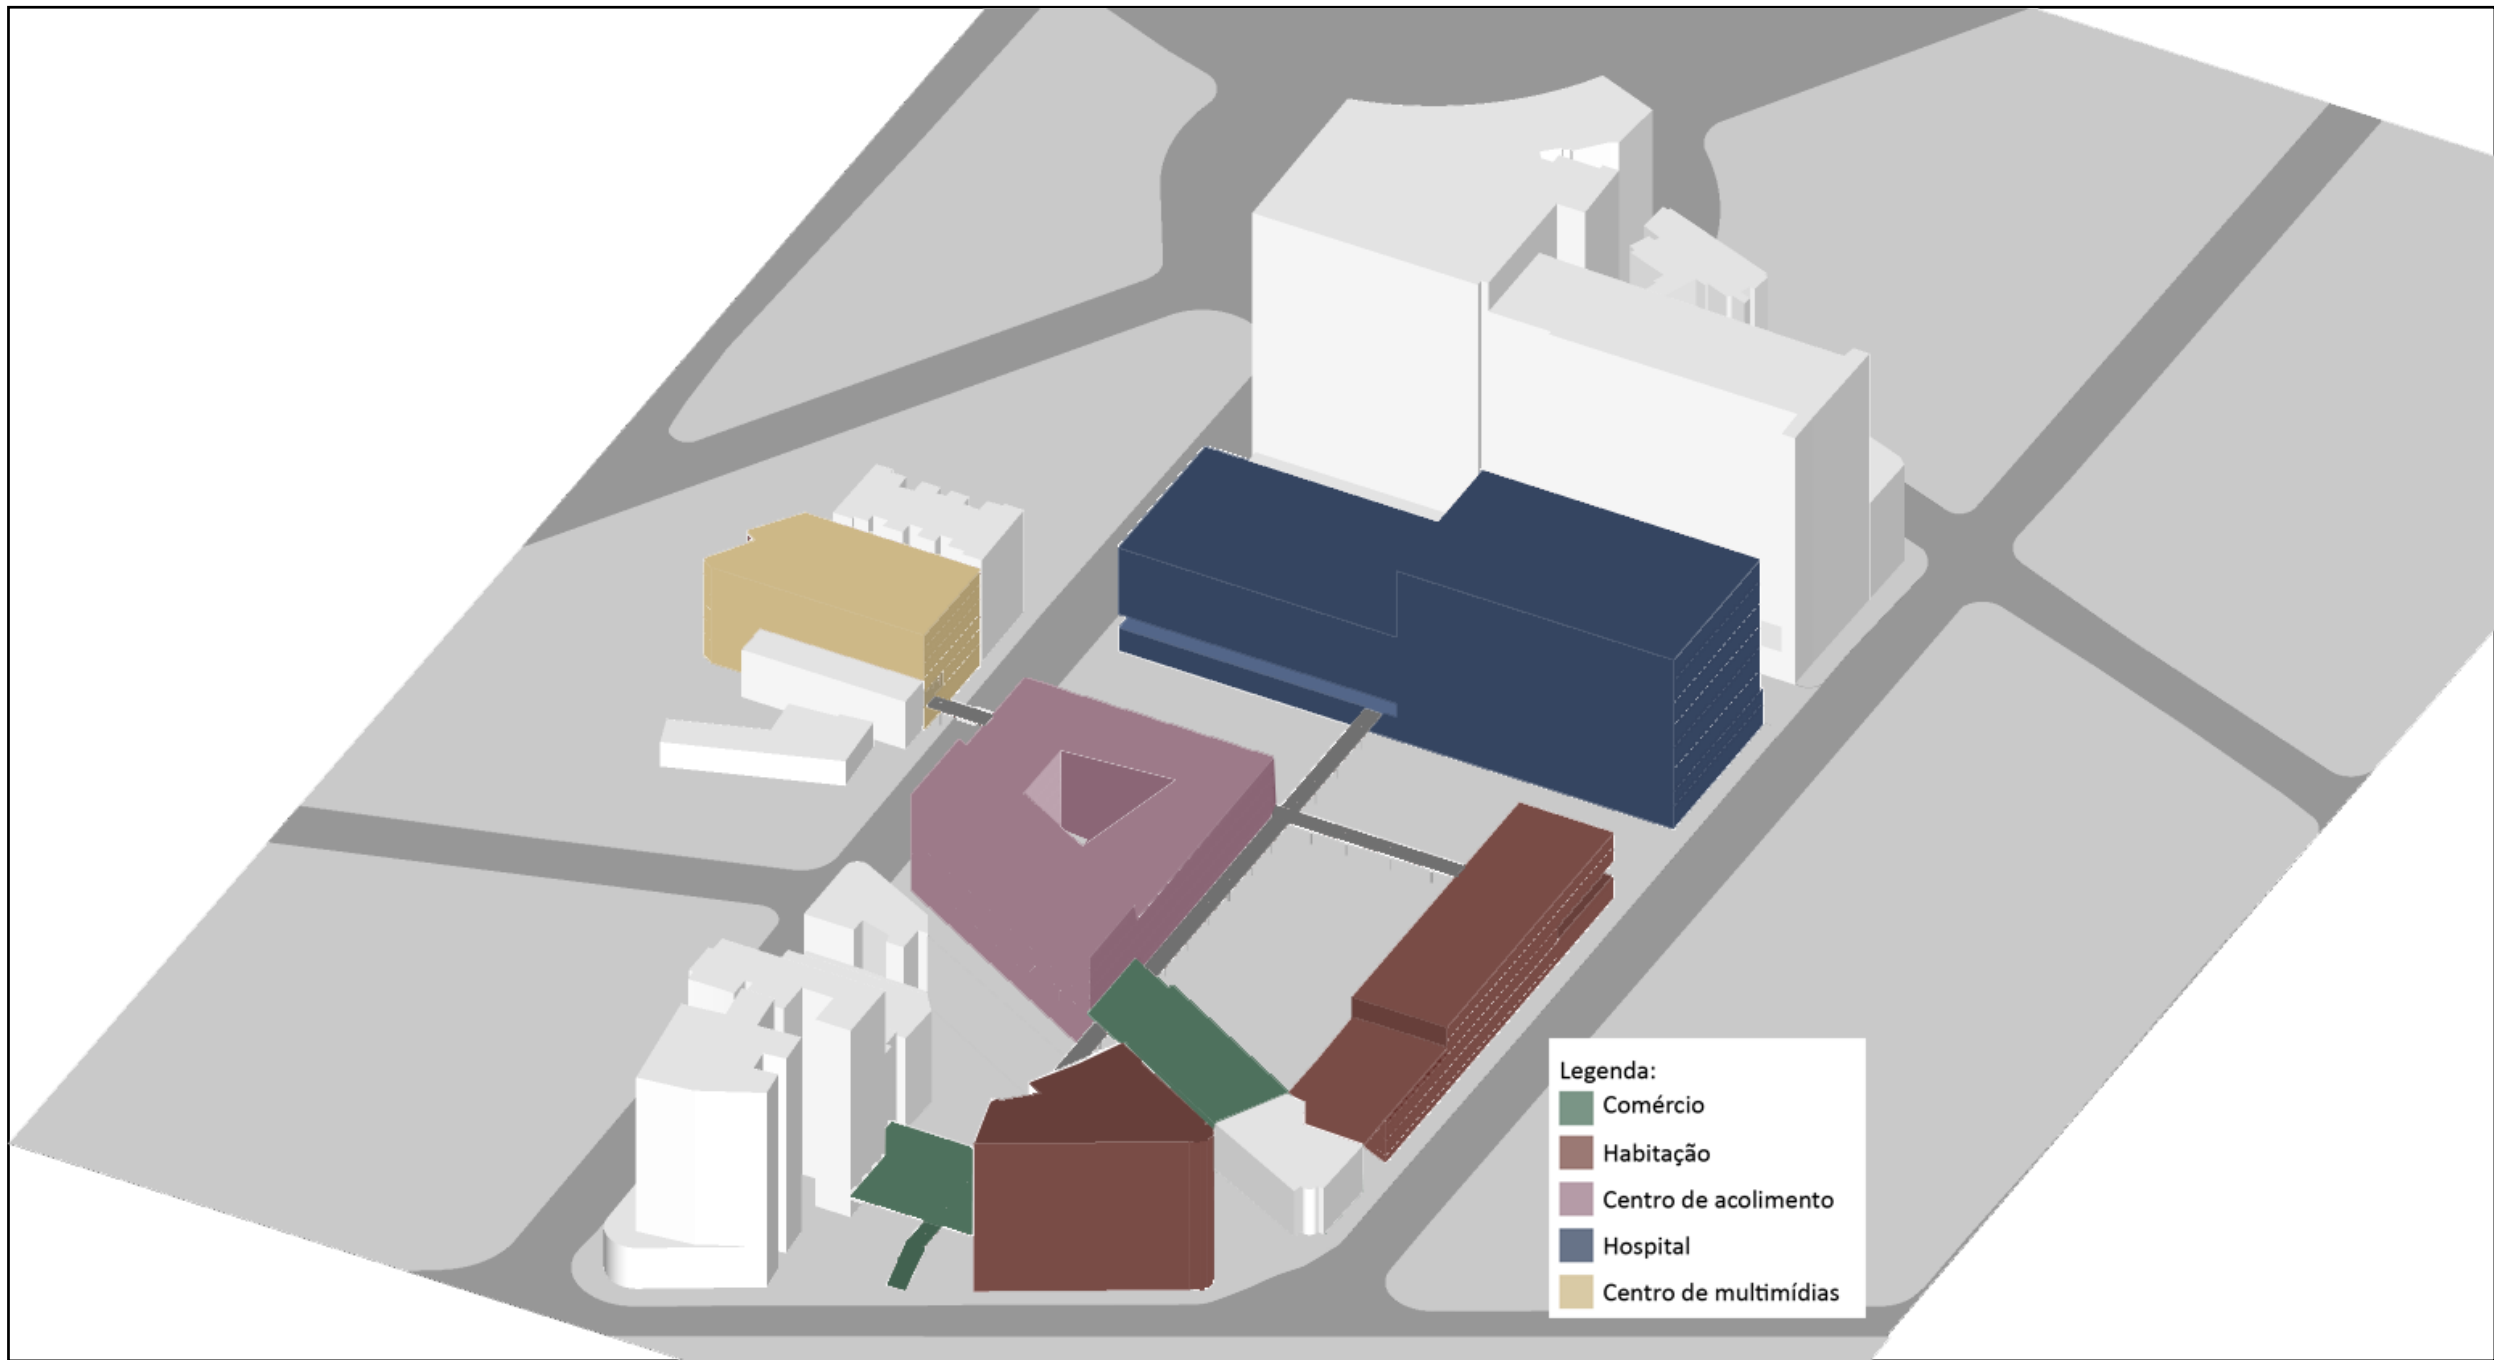 Legenda:
Comércio
Habitação
Centro de acolimento
Hospital
Centro de multimídias